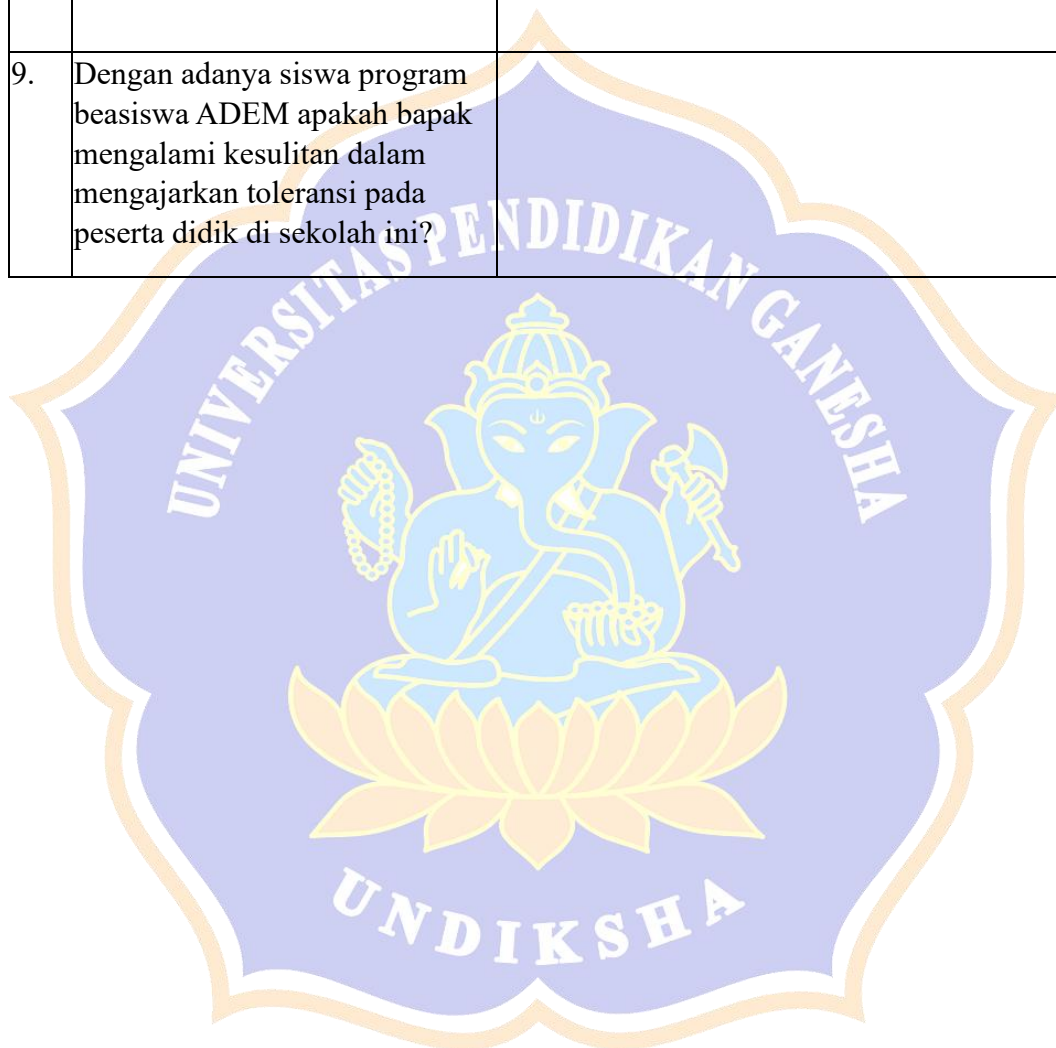 9. Dengan adanya siswa program
beasiswa ADEM apakah bapak
mengalami kesulitan dalam
mengajarkan toleransi pada
peserta didik di sekolah ini?
UNIVERSITAS PENDIDIKAN GANESHA
UNDIKSHA